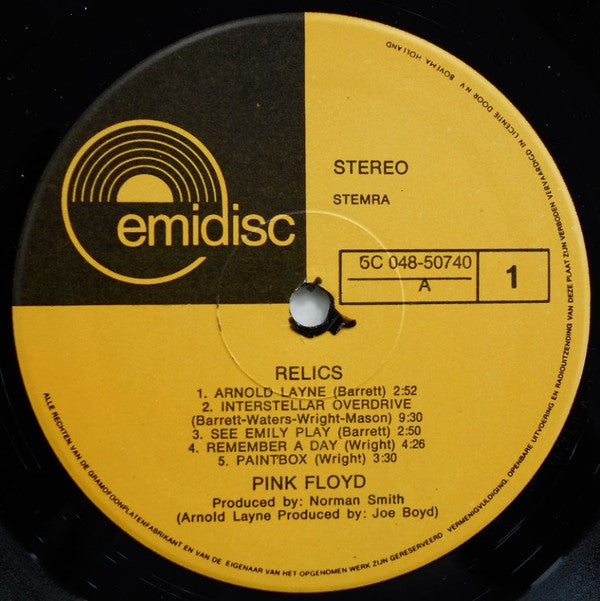 emidisc
STEREO
STEMRA
5C 048-50740
A
1
RELICS
1. ARNOLD LAYNE (Barrett) 2:52
2. INTERSTELLAR OVERDRIVE
(Barrett-Waters-Wright-Mason) 9:30
3. SEE EMILY PLAY (Barrett) 2:50
4. REMEMBER A DAY (Wright) 4:26
5. PAINTBOX (Wright) 3:30
PINK FLOYD
Produced by: Norman Smith
(Arnold Layne Produced by: Joe Boyd)
ALLE RECHTEN VAN DE GRAMOFOONPLATENFABRIKANT EN VAN DE EIGENAAR VAN HET OPGENOMEN WERK ZIJN GERESERVEERD. VERMENIGVULDIGING, OPENBARE UITVOERING EN RADIOUITZENDING VAN DEZE PLAAT ZIJN VERBODEN VERVAARDIGD IN LICENTIE DOOR N.V. BOVEMA HOLLAND